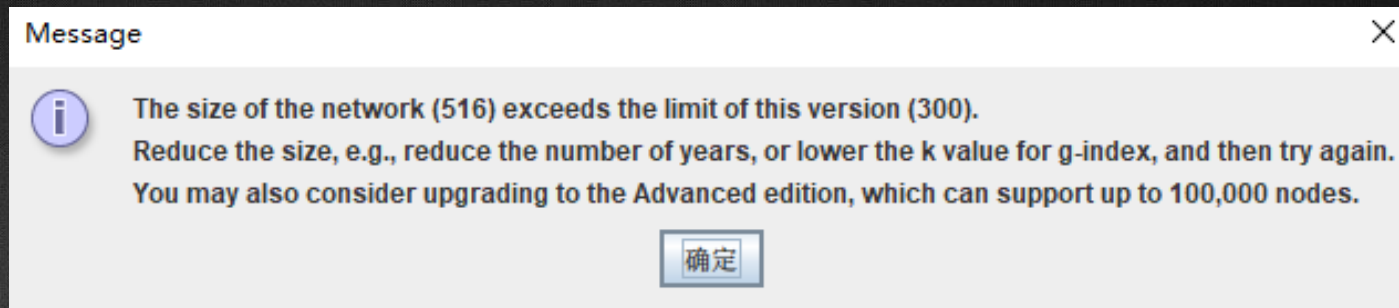 Message
The size of the network (516) exceeds the limit of this version (300).
Reduce the size, e.g., reduce the number of years, or lower the k value for g-index, and then try again.
You may also consider upgrading to the Advanced edition, which can support up to 100,000 nodes.
确定